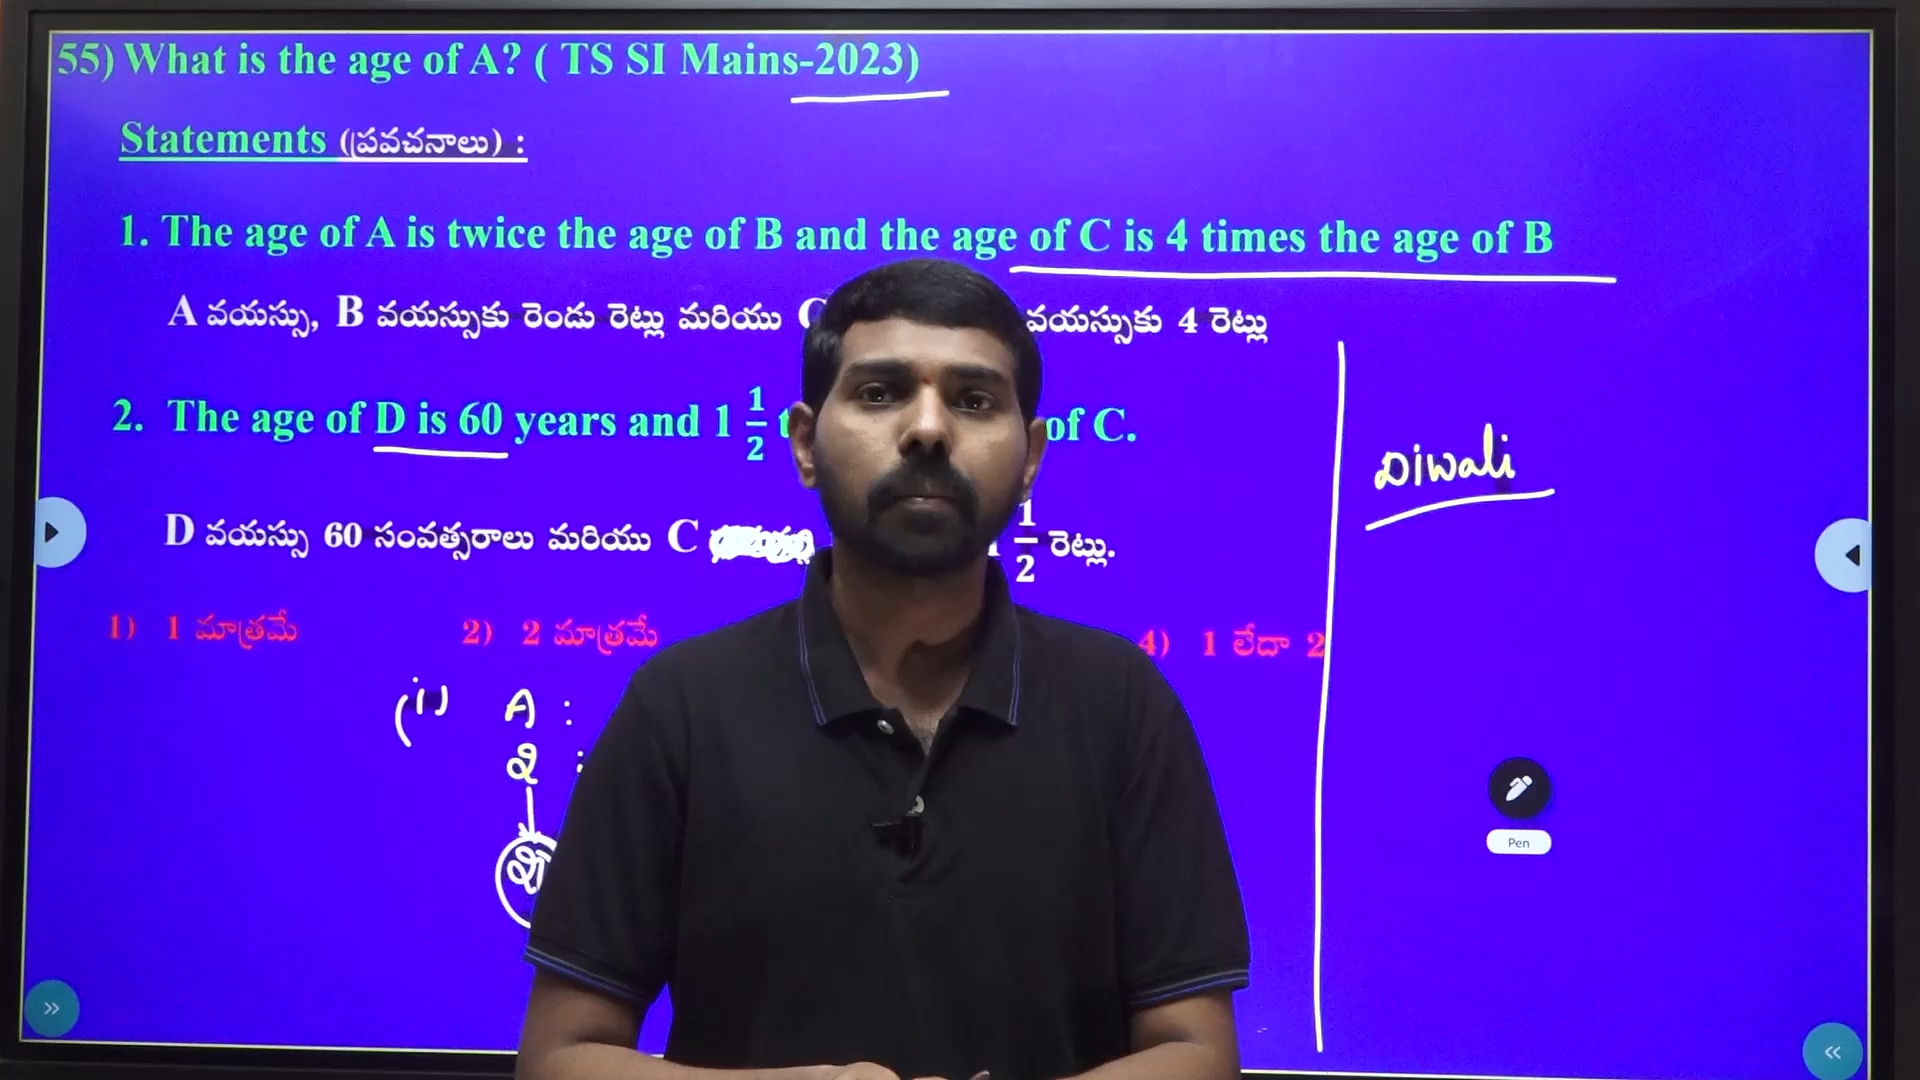 55) What is the age of A? ( TS SI Mains-2023)
Statements (ప్రవచనాలు) :
1. The age of A is twice the age of B and the age of C is 4 times the age of B
A వయస్సు, B వయస్సుకు రెండు రెట్లు మరియు C వయస్సుకు 4 రెట్లు
2. The age of D is 60 years and 1 1/2 of C.
D వయస్సు 60 సంవత్సరాలు మరియు C 1/2 రెట్లు.
1) 1 మాత్రమే 2) 2 మాత్రమే 4) 1 లేదా 2
Diwali
(i) A :
2 :
Pen